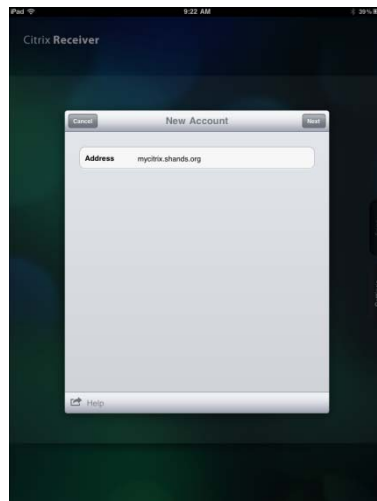 iPad 9:22 AM 39%
Citrix Receiver
Cancel New Account Next
Address mycitrix.shands.org
Help